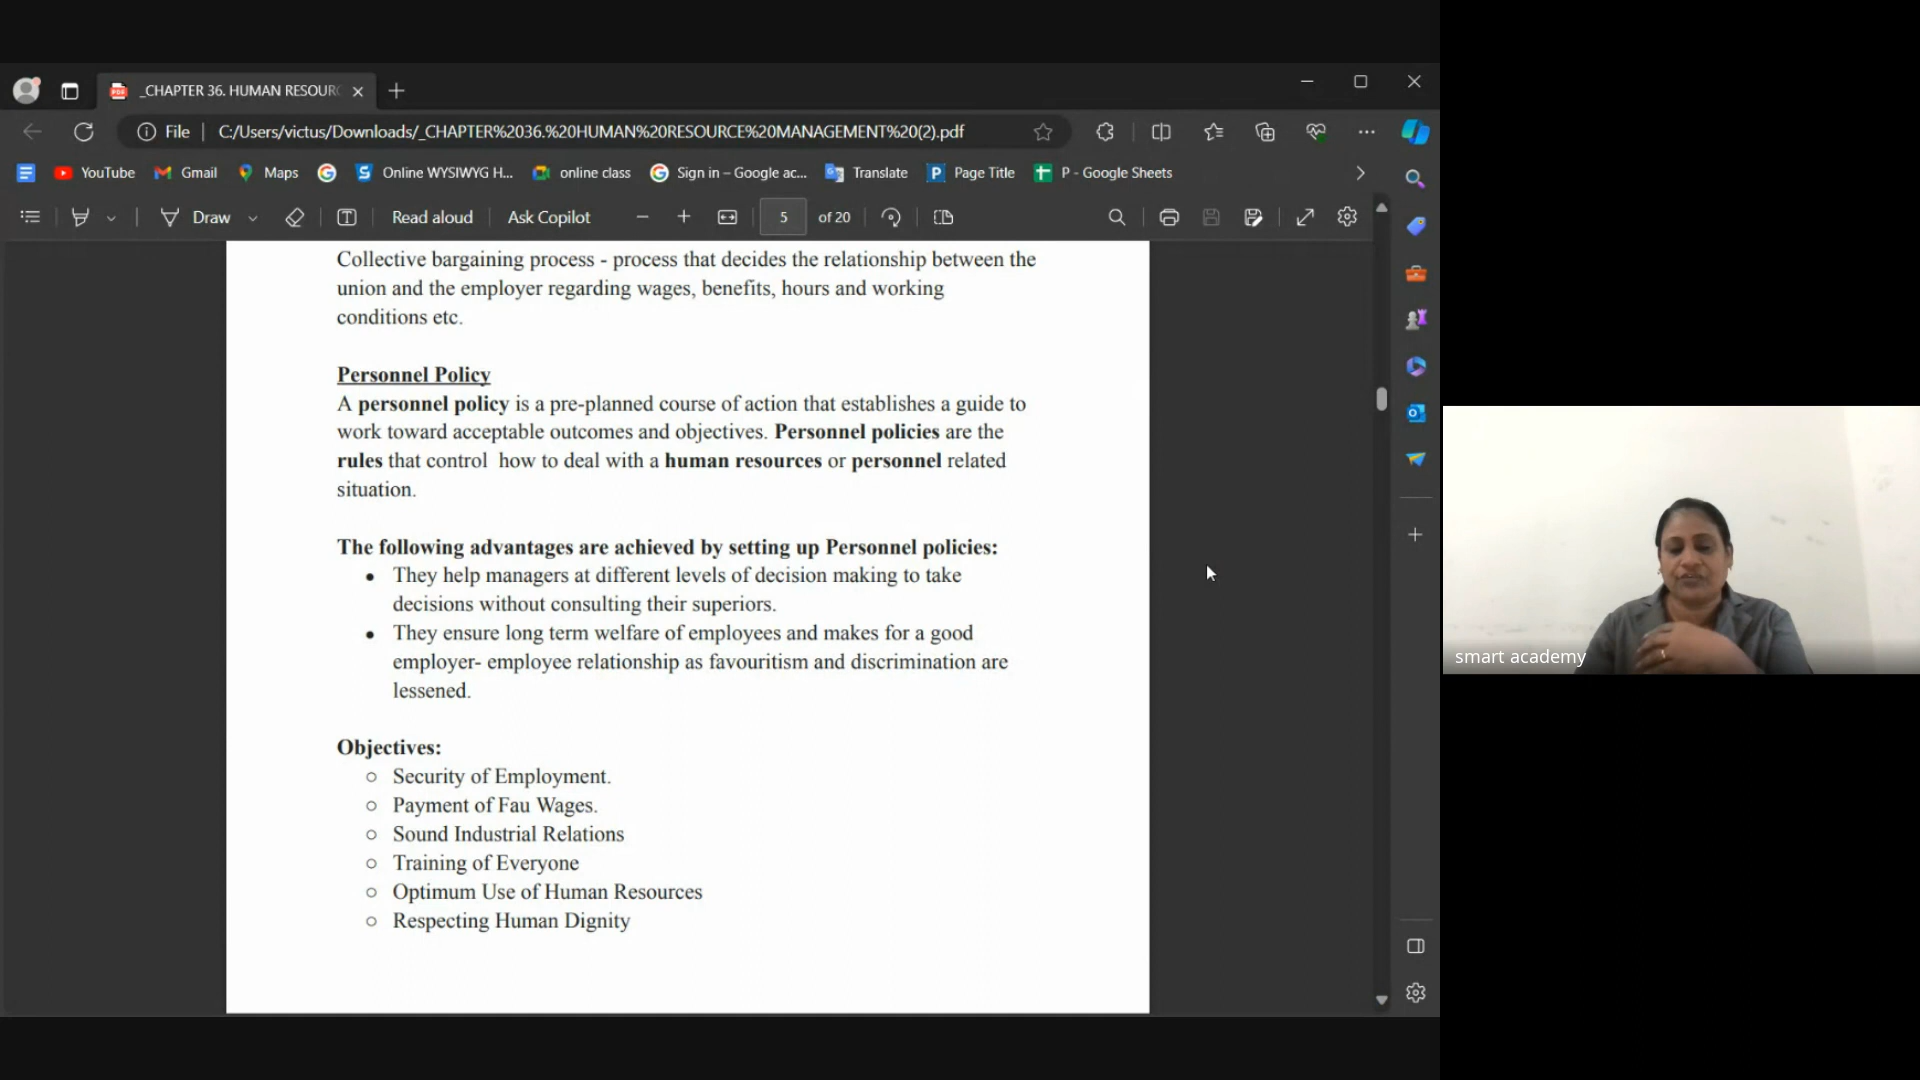 _CHAPTER 36. HUMAN RESOUR
File
C:/Users/victus/Downloads/_CHAPTER%2036.%20HUMAN%20RESOURCE%20MANAGEMENT%20(2).pdf
YouTube Gmail Maps Online WYSIWYG H... online class Sign in – Google ac... Translate Page Title P - Google Sheets
Draw Read aloud Ask Copilot 5 of 20
Collective bargaining process - process that decides the relationship between the
union and the employer regarding wages, benefits, hours and working
conditions etc.
Personnel Policy
A personnel policy is a pre-planned course of action that establishes a guide to
work toward acceptable outcomes and objectives. Personnel policies are the
rules that control how to deal with a human resources or personnel related
situation.
The following advantages are achieved by setting up Personnel policies:
• They help managers at different levels of decision making to take
decisions without consulting their superiors.
• They ensure long term welfare of employees and makes for a good
employer- employee relationship as favouritism and discrimination are
lessened.
Objectives:
○ Security of Employment.
○ Payment of Fau Wages.
○ Sound Industrial Relations
○ Training of Everyone
○ Optimum Use of Human Resources
○ Respecting Human Dignity
smart academy